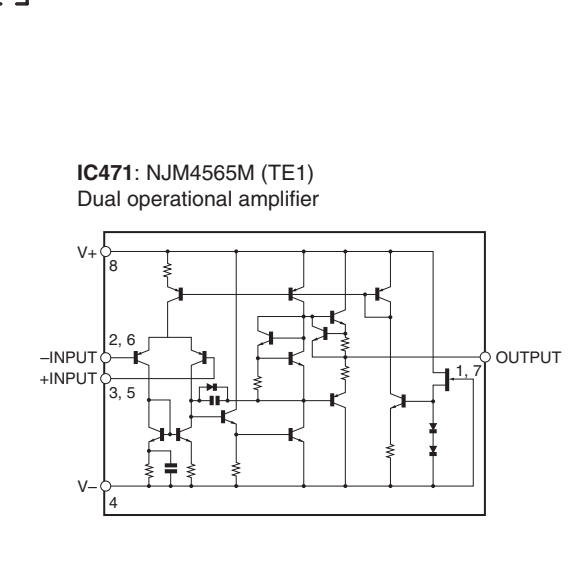 IC471: NJM4565M (TE1)
Dual operational amplifier
V+
8
2, 6
–INPUT
+INPUT
3, 5
OUTPUT
1, 7
V–
4